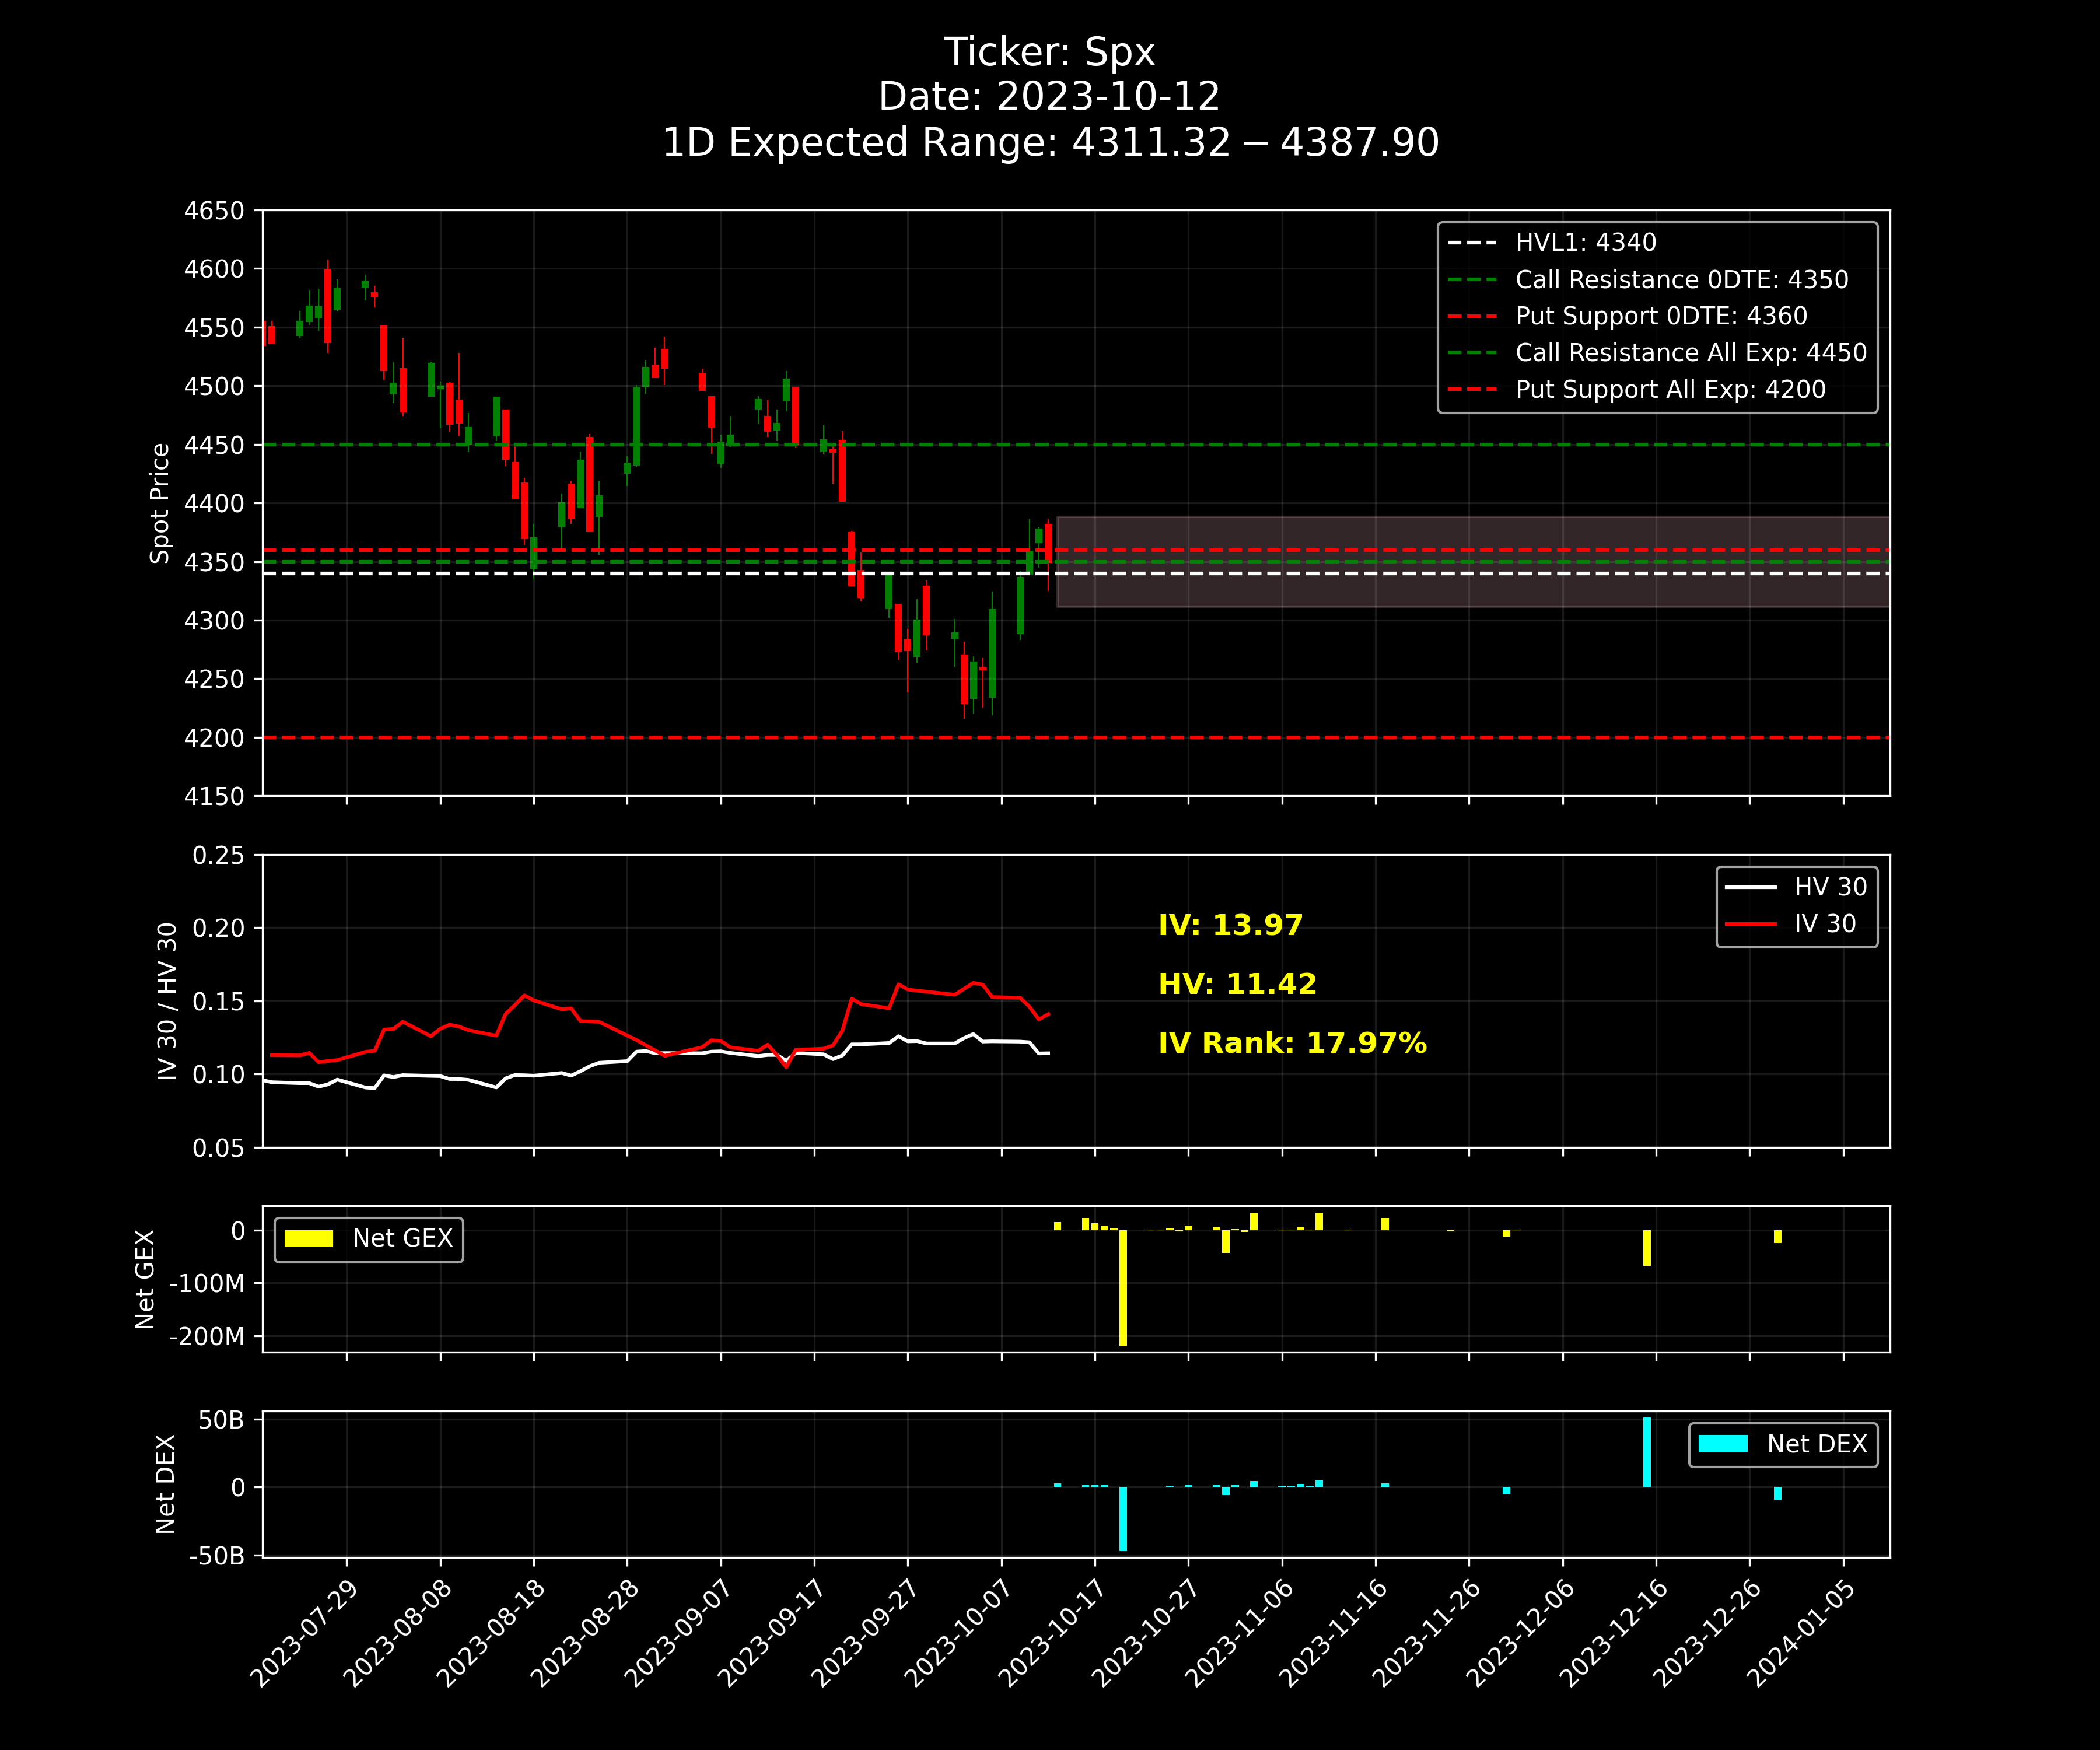 Ticker: Spx
Date: 2023-10-12
1D Expected Range: 4311.32 − 4387.90
4650
4600
4550
4500
4450
4400
4350
4300
4250
4200
4150
Spot Price
HVL1: 4340
Call Resistance 0DTE: 4350
Put Support 0DTE: 4360
Call Resistance All Exp: 4450
Put Support All Exp: 4200
0.25
0.20
0.15
0.10
0.05
IV 30 / HV 30
IV: 13.97
HV: 11.42
IV Rank: 17.97%
HV 30
IV 30
0
-100M
-200M
Net GEX
Net GEX
50B
0
-50B
Net DEX
Net DEX
2023-07-29
2023-08-08
2023-08-18
2023-08-28
2023-09-07
2023-09-17
2023-09-27
2023-10-07
2023-10-17
2023-10-27
2023-11-06
2023-11-16
2023-11-26
2023-12-06
2023-12-16
2023-12-26
2024-01-05